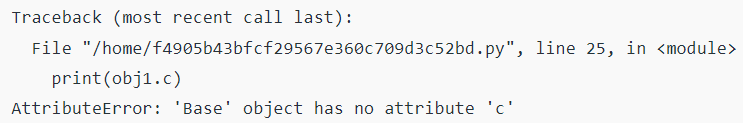 Traceback (most recent call last):
  File "/home/f4905b43bfcf29567e360c709d3c52bd.py", line 25, in <module>
    print(obj1.c)
AttributeError: 'Base' object has no attribute 'c'